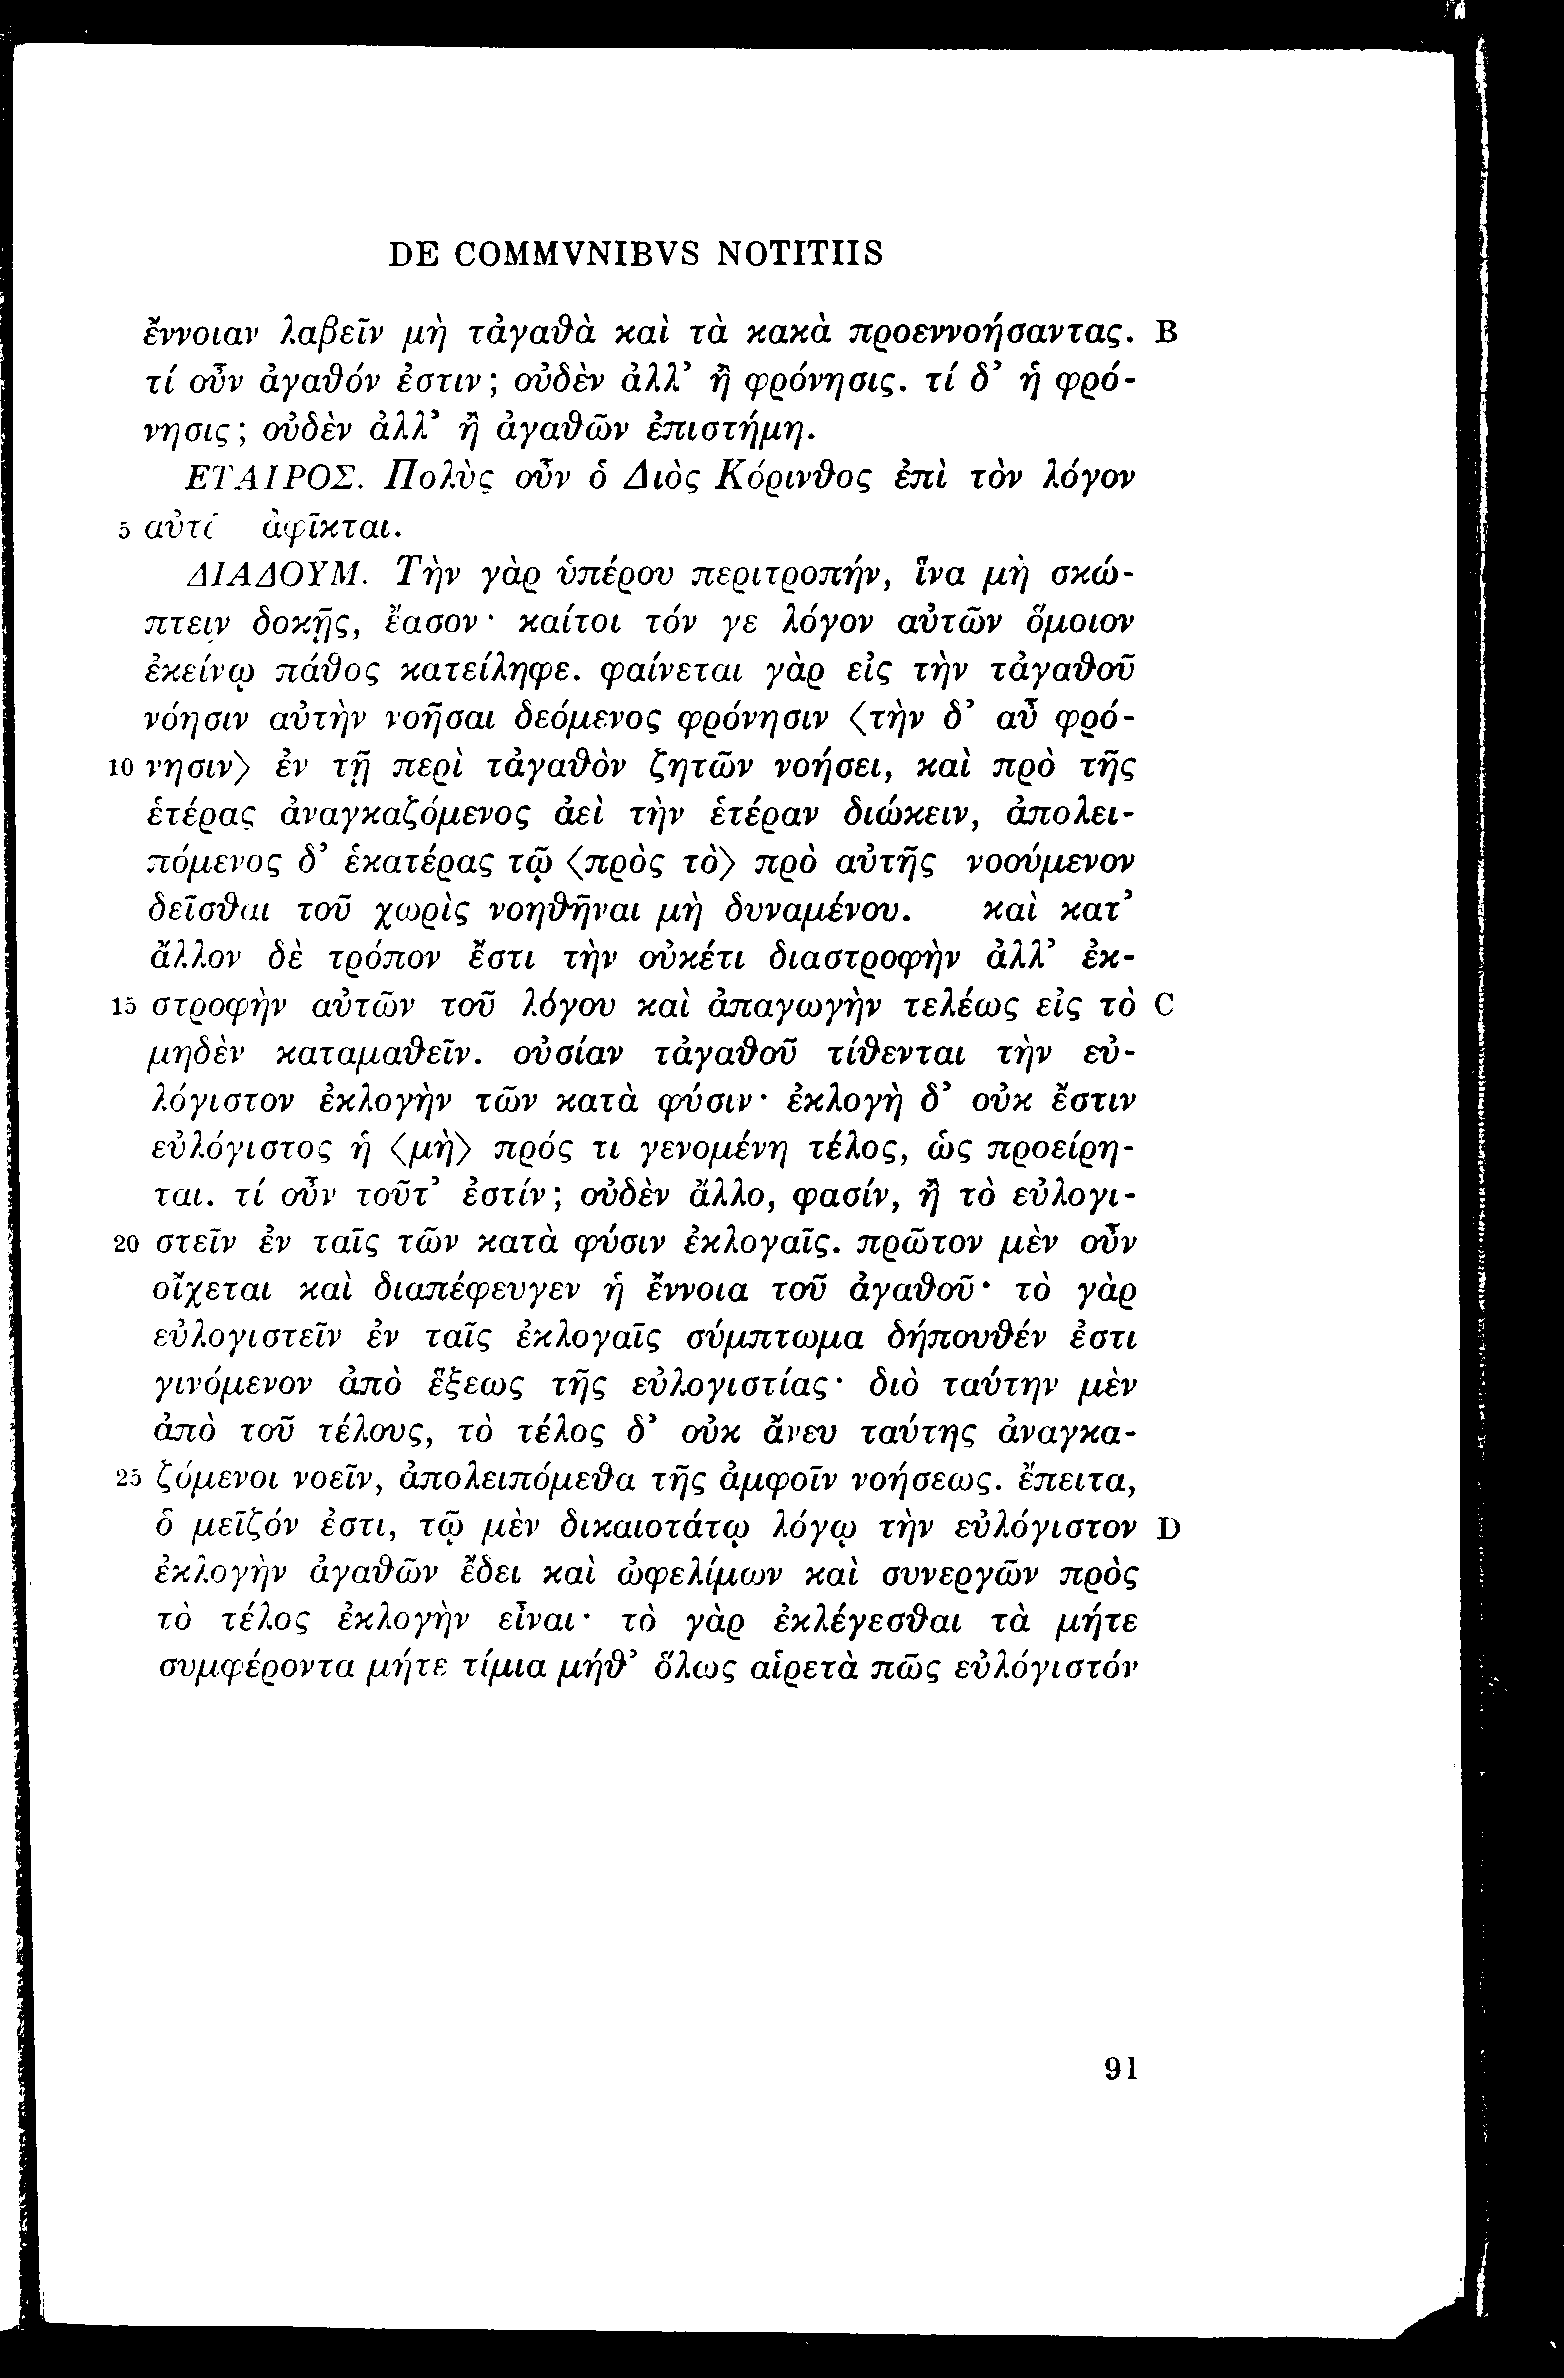 DE COMMVNIBVS NOTITIIS
ἔννοιαν λαβεῖν μὴ τἀγαθὰ καὶ τὰ κακὰ προεννοήσαντας. B
τί οὖν ἀγαθόν ἐστιν; οὐδὲν ἀλλ’ ἢ φρόνησις. τί δ’ ἡ φρό-
νησις; οὐδὲν ἀλλ’ ἢ ἀγαθῶν ἐπιστήμη.
ΕΤΑΙΡΟΣ. Πολὺς οὖν ὁ Διὸς Κόρινθος ἐπὶ τὸν λόγον
5 ἀφῖκται.
ΔΙΑΔΟΥΜ. Τὴν γὰρ ὑπέρου περιτροπήν, ἵνα μὴ σκώ-
πτειν δοκῇς, ἔασον· καίτοι τόν γε λόγον αὐτῶν ὅμοιον
ἐκείνῳ πάθος κατείληφε. φαίνεται γὰρ εἰς τὴν τἀγαθοῦ
νόησιν αὐτὴν νοῆσαι δεόμενος φρόνησιν ⟨τὴν δ’ αὖ φρό-
10 νησιν⟩ ἐν τῇ περὶ τἀγαθὸν ζητῶν νοήσει, καὶ πρὸ τῆς
ἑτέρας ἀναγκαζόμενος ἀεὶ τὴν ἑτέραν διώκειν, ἀπολει-
πόμενος δ’ ἑκατέρας τῷ ⟨πρὸς τὸ⟩ πρὸ αὐτῆς νοούμενον
δεῖσθαι τοῦ χωρὶς νοηθῆναι μὴ δυναμένου. καὶ κατ’
ἄλλον δὲ τρόπον ἔστι τὴν οὐκέτι διαστροφὴν ἀλλ’ ἐκ-
15 στροφὴν αὐτῶν τοῦ λόγου καὶ ἀπαγωγὴν τελέως εἰς τὸ C
μηδὲν καταμαθεῖν. οὐσίαν τἀγαθοῦ τίθενται τὴν εὐ-
λόγιστον ἐκλογὴν τῶν κατὰ φύσιν· ἐκλογὴ δ’ οὐκ ἔστιν
εὐλόγιστος ἡ ⟨μὴ⟩ πρός τι γενομένη τέλος, ὡς προείρη-
ται. τί οὖν τοῦτ’ ἐστίν; οὐδὲν ἄλλο, φασίν, ἢ τὸ εὐλογι-
20 στεῖν ἐν ταῖς τῶν κατὰ φύσιν ἐκλογαῖς. πρῶτον μὲν οὖν
οἴχεται καὶ διαπέφευγεν ἡ ἔννοια τοῦ ἀγαθοῦ· τὸ γὰρ
εὐλογιστεῖν ἐν ταῖς ἐκλογαῖς σύμπτωμα δήπουθέν ἐστι
γινόμενον ἀπὸ ἕξεως τῆς εὐλογιστίας· διὸ ταύτην μὲν
ἀπὸ τοῦ τέλους, τὸ τέλος δ’ οὐκ ἄνευ ταύτης ἀναγκα-
25 ζόμενοι νοεῖν, ἀπολειπόμεθα τῆς ἀμφοῖν νοήσεως. ἔπειτα,
ὃ μεῖζόν ἐστι, τῷ μὲν δικαιοτάτῳ λόγῳ τὴν εὐλόγιστον D
ἐκλογὴν ἀγαθῶν ἔδει καὶ ὠφελίμων καὶ συνεργῶν πρὸς
τὸ τέλος ἐκλογὴν εἶναι· τὸ γὰρ ἐκλέγεσθαι τὰ μήτε
συμφέροντα μήτε τίμια μήθ’ ὅλως αἱρετὰ πῶς εὐλόγιστόν
91